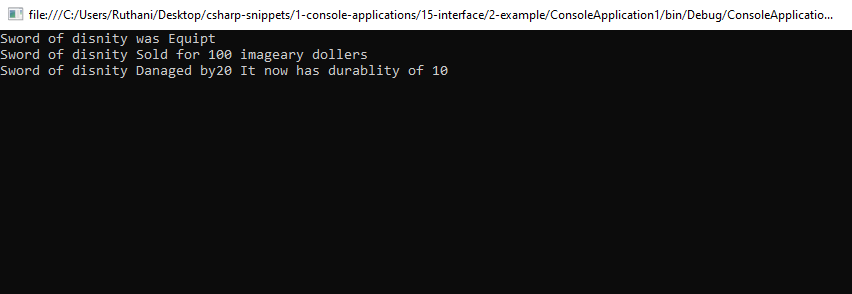 file:///C:/Users/Ruthani/Desktop/csharp-snippets/1-console-applications/15-interface/2-example/ConsoleApplication1/bin/Debug/ConsoleApplicatio...
Sword of disnity was Equipt
Sword of disnity Sold for 100 imageary dollers
Sword of disnity Danaged by20 It now has durablity of 10